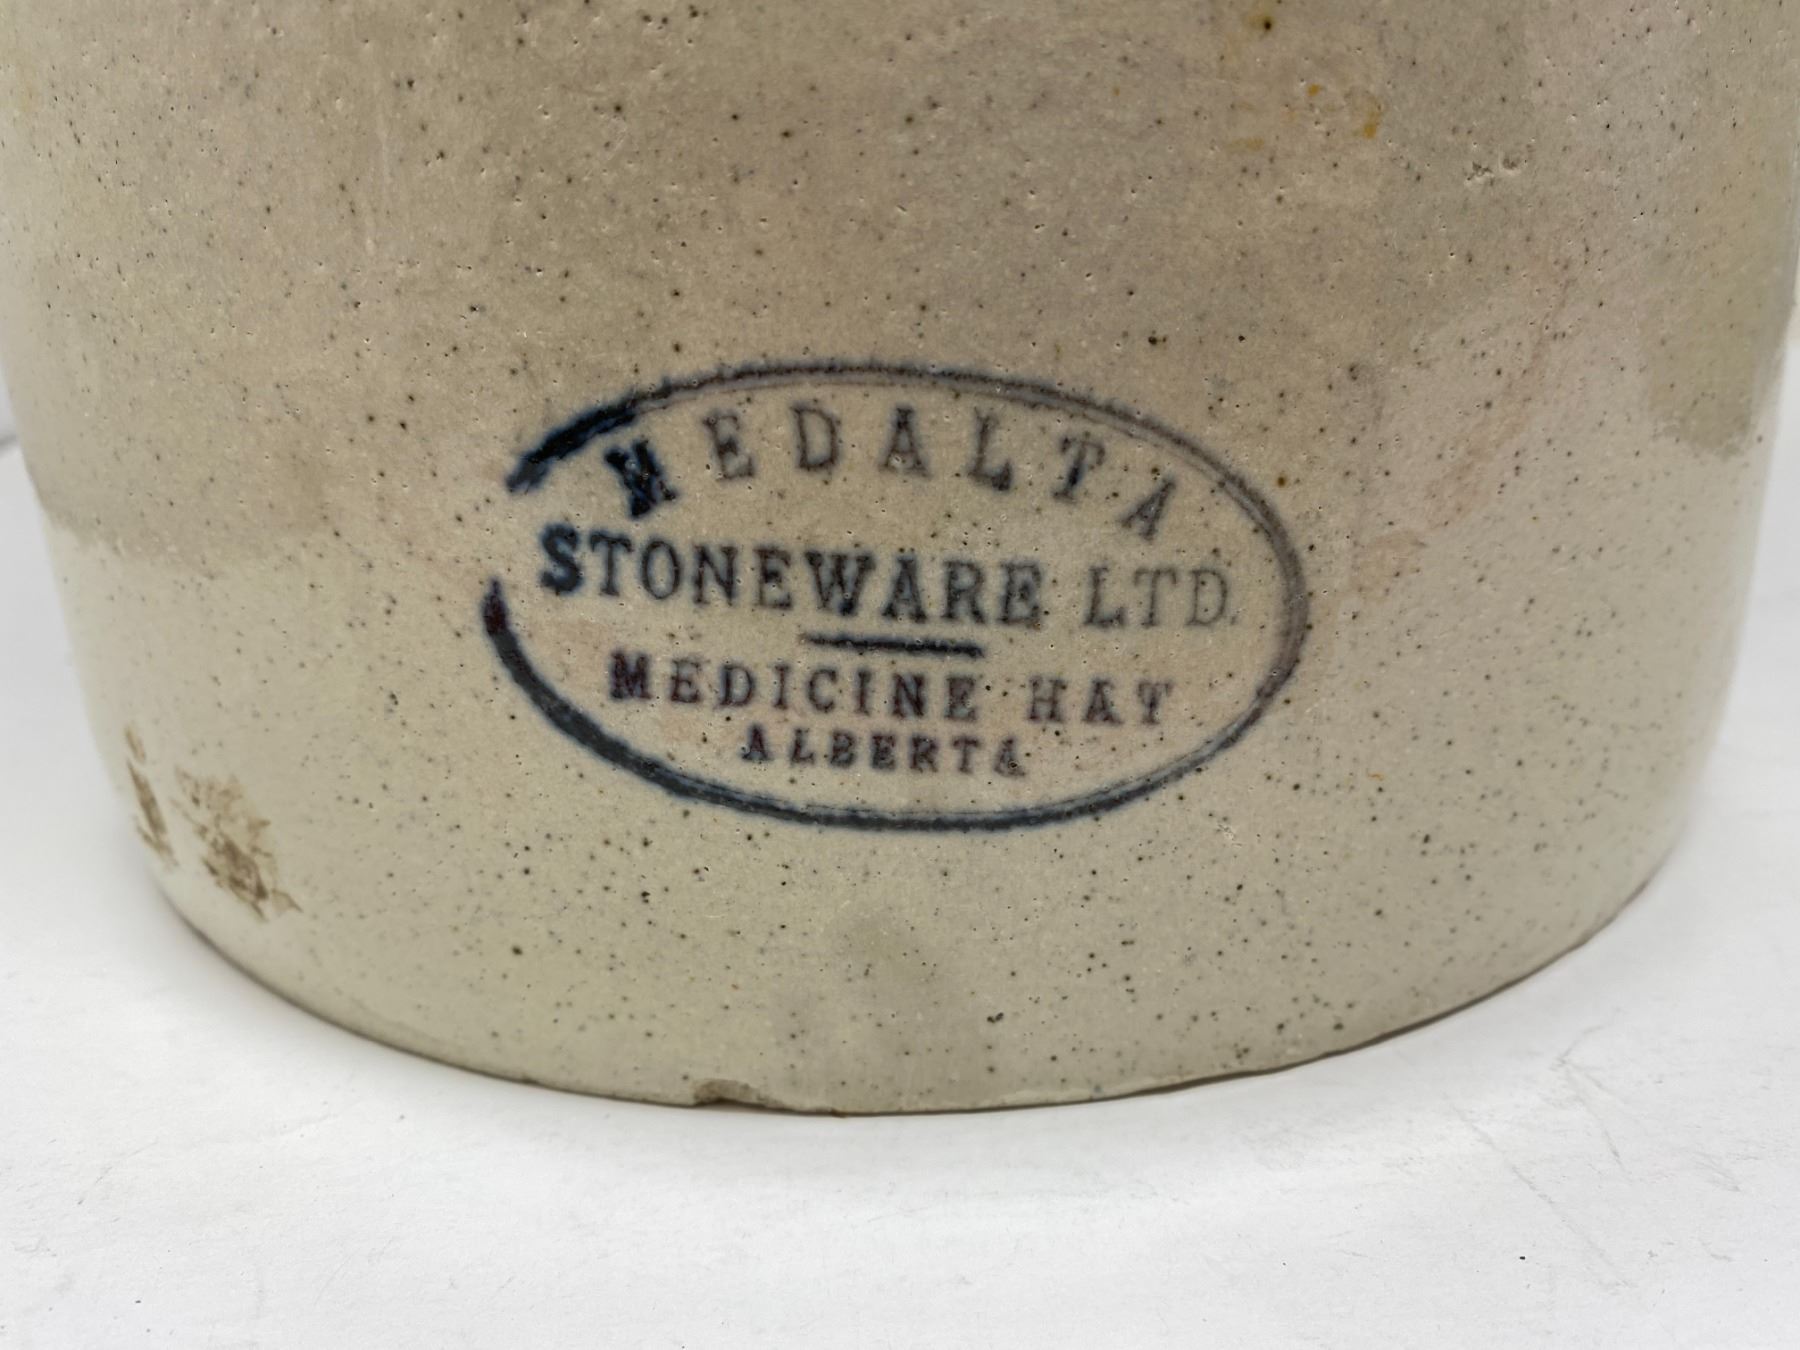 MEDALTA
STONEWARE LTD.
MEDICINE HAT
ALBERTA